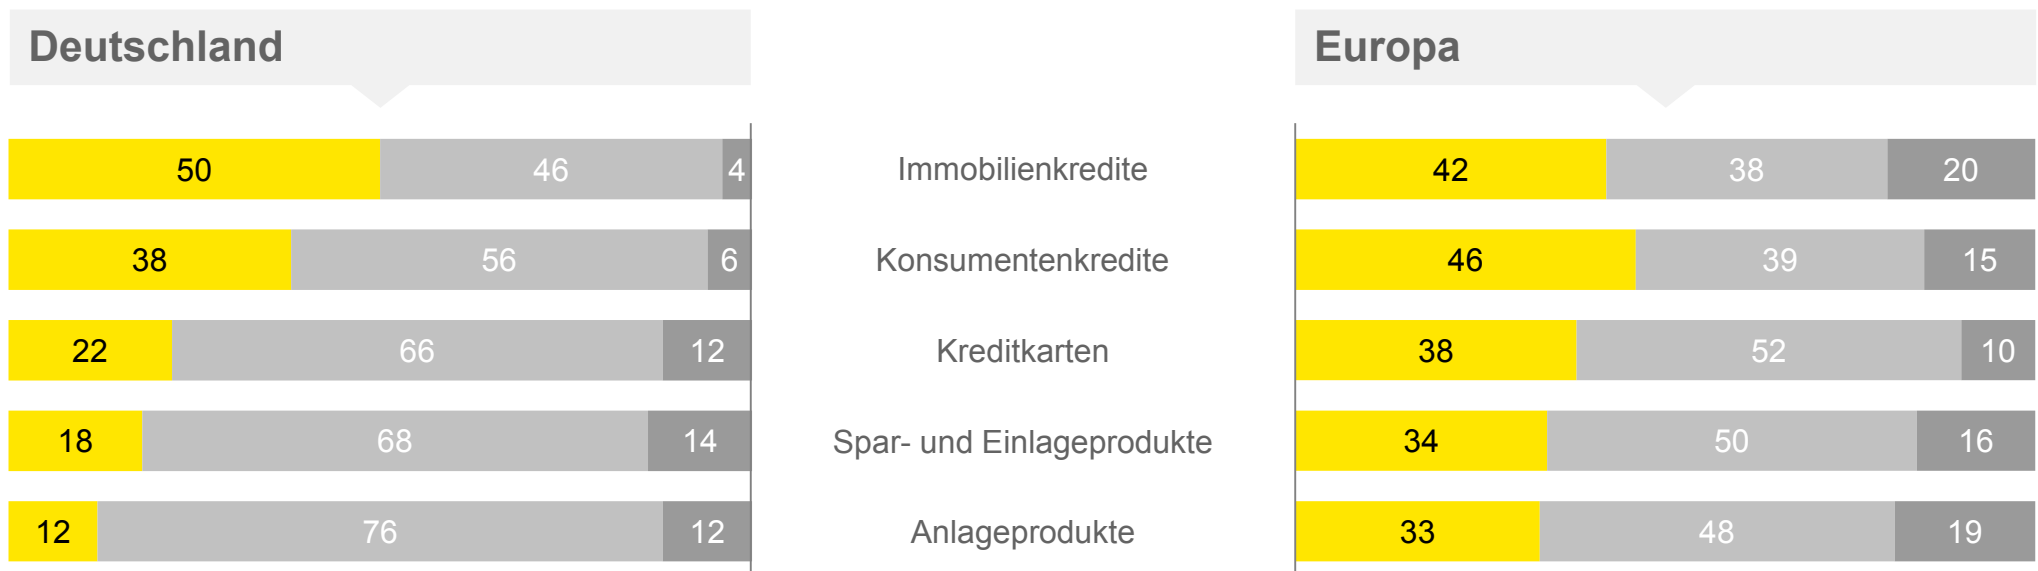 Deutschland
Europa
50 46 4 Immobilienkredite 42 38 20
38 56 6 Konsumentenkredite 46 39 15
22 66 12 Kreditkarten 38 52 10
18 68 14 Spar- und Einlageprodukte 34 50 16
12 76 12 Anlageprodukte 33 48 19